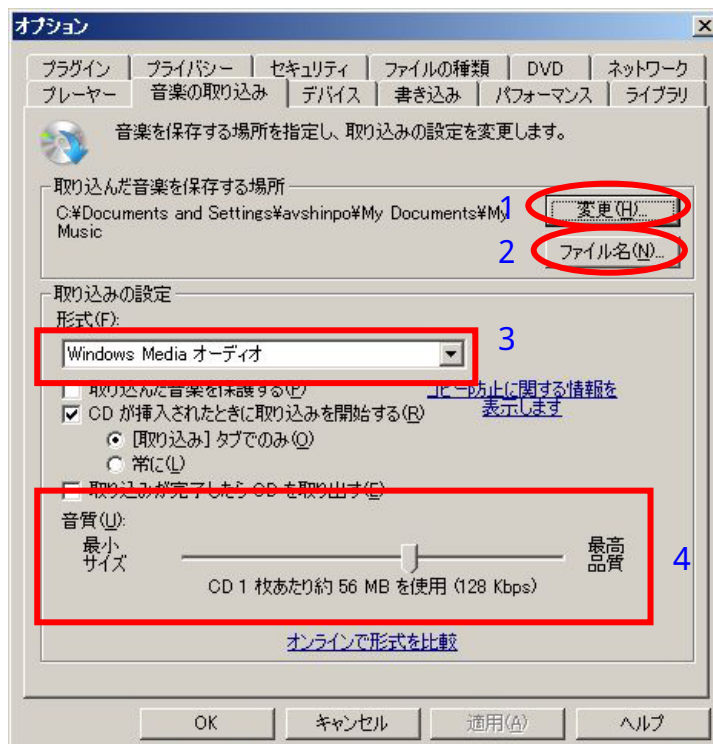 オプション
プラグイン プライバシー セキュリティ ファイルの種類 DVD ネットワーク
プレーヤー 音楽の取り込み デバイス 書き込み パフォーマンス ライブラリ
音楽を保存する場所を指定し、取り込みの設定を変更します。
取り込んだ音楽を保存する場所
C:¥Documents and Settings¥avshinpo¥My Documents¥My
Music
1 変更(H)...
2 ファイル名(N)...
取り込みの設定
形式(F):
Windows Media オーディオ
3
取り込んだ音楽を保護する(P)
コピー防止に関する情報を
表示します
CD が挿入されたときに取り込みを開始する(R)
[取り込み] タブでのみ(O)
常に(L)
取り込みが完了したら CD を取り出す(E)
音質(U):
最小
サイズ
最高
品質
4
CD 1 枚あたり約 56 MB を使用 (128 Kbps)
オンラインで形式を比較
OK キャンセル 適用(A) ヘルプ